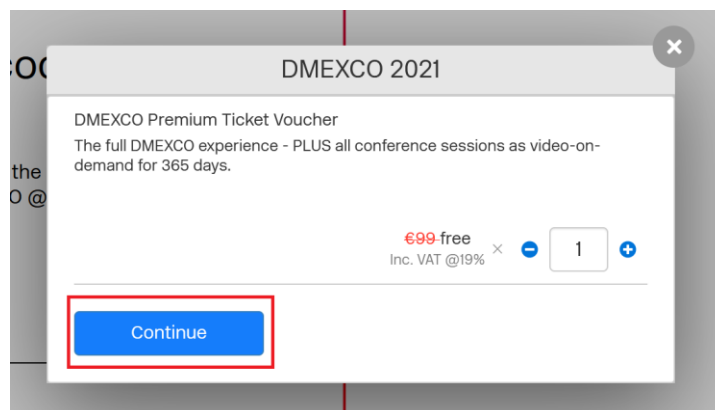 DMEXCO 2021
DMEXCO Premium Ticket Voucher
The full DMEXCO experience - PLUS all conference sessions as video-on-
demand for 365 days.
the
O @
€99 free
Inc. VAT @19%
× 1
Continue